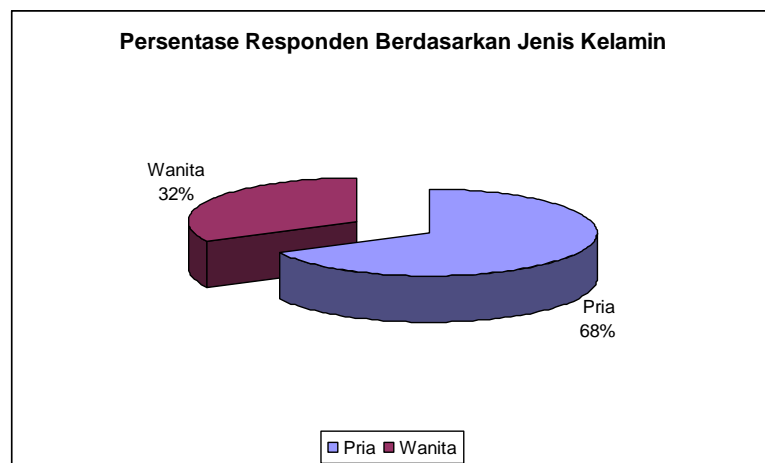 Persentase Responden Berdasarkan Jenis Kelamin
Wanita
32%
Pria
68%
Pria Wanita